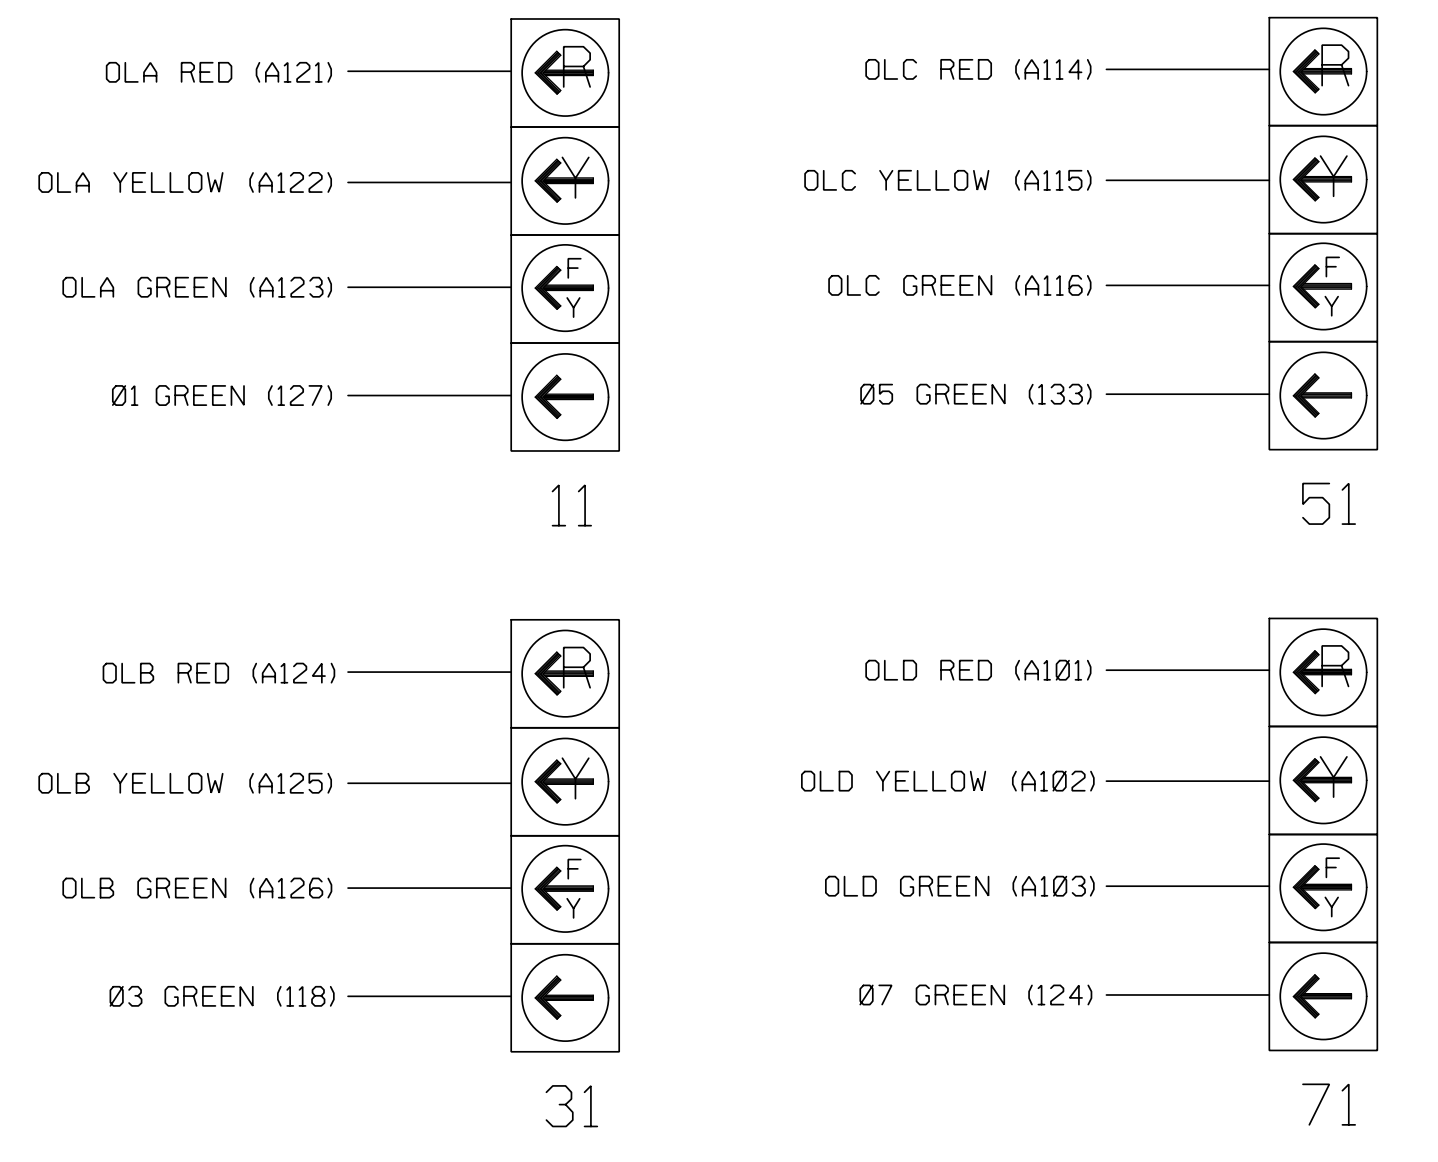 OLA RED (A121)
R
OLA YELLOW (A122)
Y
OLA GREEN (A123)
F
Y
Ø1 GREEN (127)
11
OLC RED (A114)
R
OLC YELLOW (A115)
Y
OLC GREEN (A116)
F
Y
Ø5 GREEN (133)
51
OLB RED (A124)
R
OLB YELLOW (A125)
Y
OLB GREEN (A126)
F
Y
Ø3 GREEN (118)
31
OLD RED (A1Ø1)
R
OLD YELLOW (A1Ø2)
Y
OLD GREEN (A1Ø3)
F
Y
Ø7 GREEN (124)
71